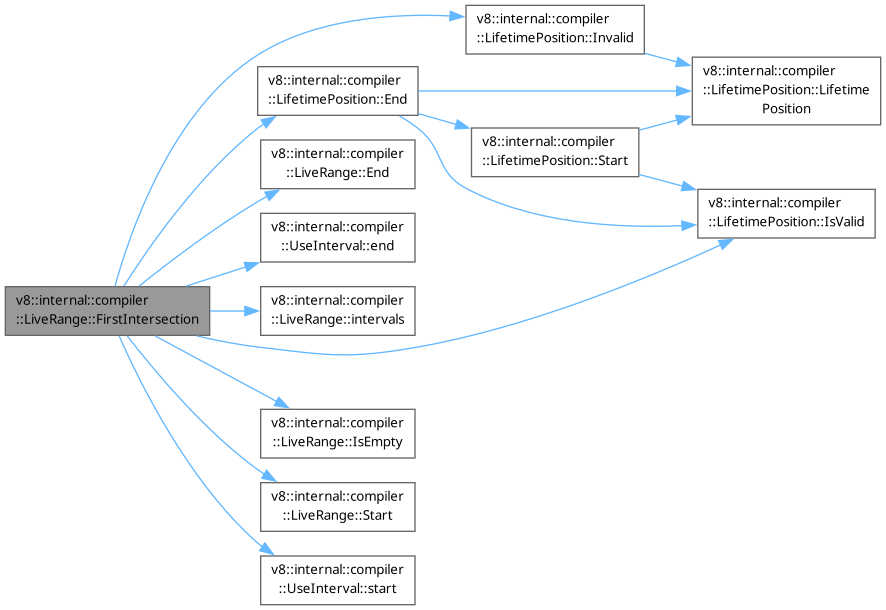 v8::internal::compiler
::LifetimePosition::Invalid
v8::internal::compiler
::LifetimePosition::Lifetime
Position
v8::internal::compiler
::LifetimePosition::End
v8::internal::compiler
::LifetimePosition::Start
v8::internal::compiler
::LiveRange::End
v8::internal::compiler
::LifetimePosition::IsValid
v8::internal::compiler
::UseInterval::end
v8::internal::compiler
::LiveRange::FirstIntersection
v8::internal::compiler
::LiveRange::intervals
v8::internal::compiler
::LiveRange::IsEmpty
v8::internal::compiler
::LiveRange::Start
v8::internal::compiler
::UseInterval::start